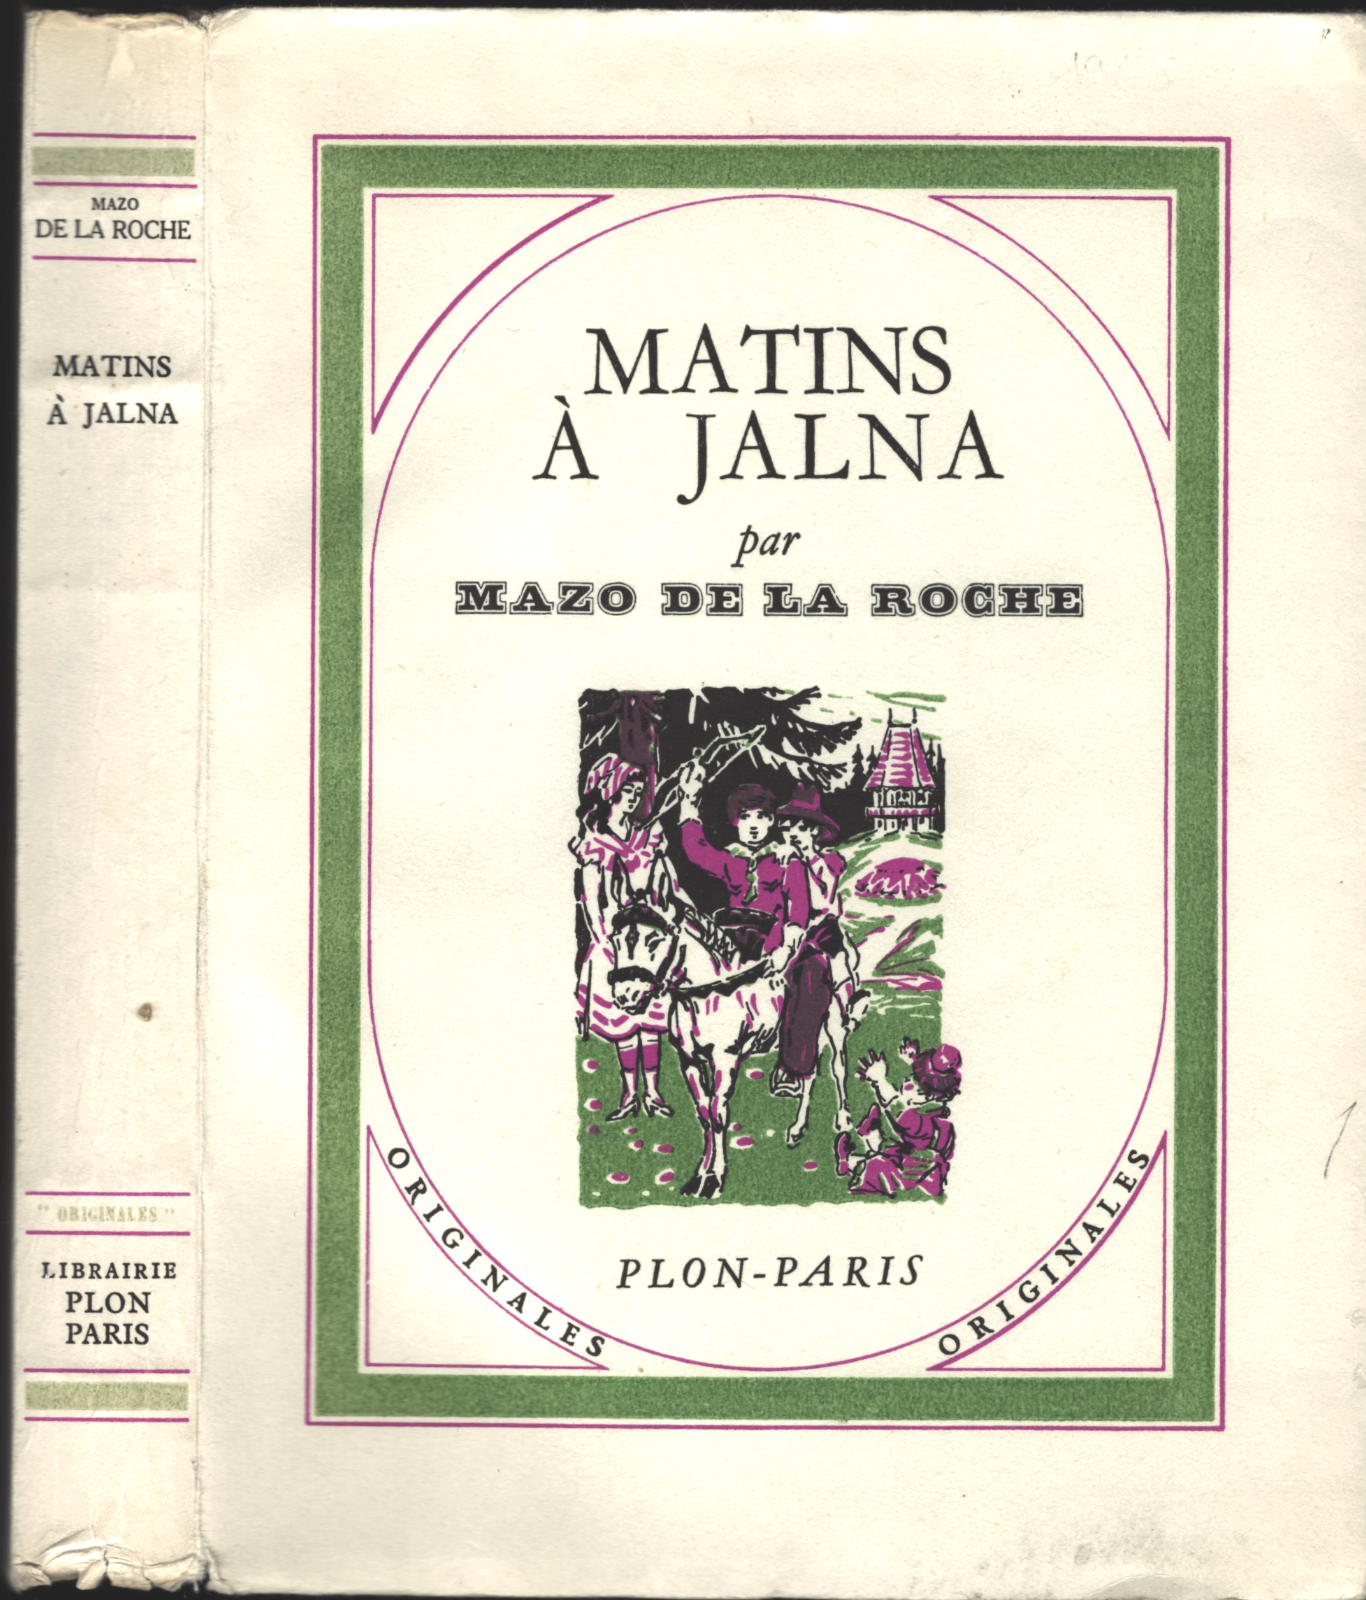 MAZO
DE LA ROCHE
MATINS
À JALNA
" ORIGINALES "
LIBRAIRIE
PLON
PARIS
MATINS
À JALNA
par
MAZO DE LA ROCHE
PLON-PARIS
ORIGINALES
ORIGINALES